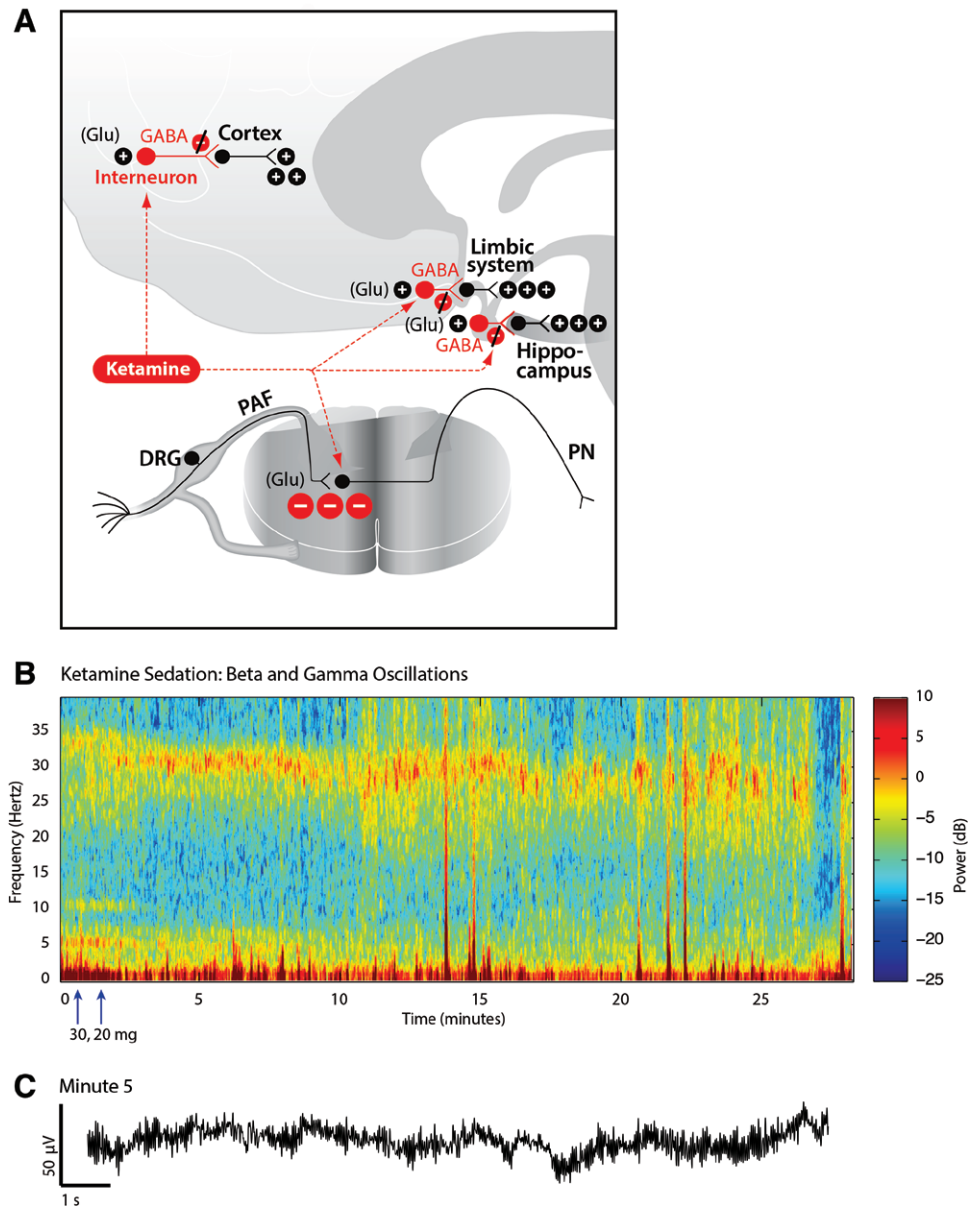 A
(Glu)
GABA
Cortex
Interneuron
Limbic
system
GABA
(Glu)
(Glu)
GABA
Hippo-
campus
Ketamine
PAF
DRG
(Glu)
PN
B
Ketamine Sedation: Beta and Gamma Oscillations
Frequency (Hertz)
35
30
25
20
15
10
5
0
0
5
10
15
20
25
Time (minutes)
30, 20 mg
10
5
0
−5
−10
−15
−20
−25
Power (dB)
C
Minute 5
50 μV
1 s